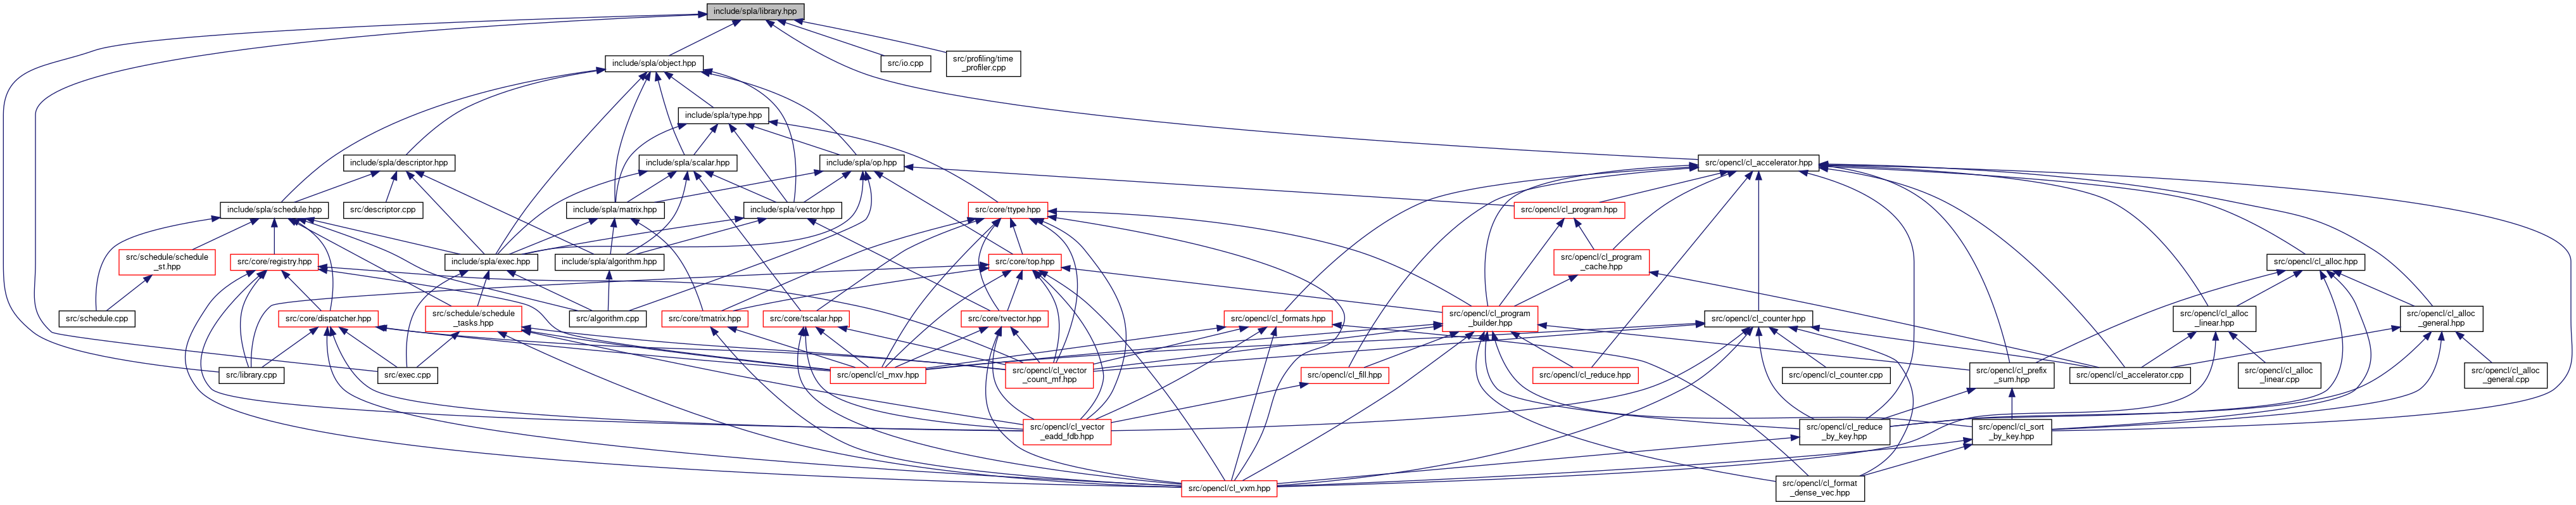 include/spla/library.hpp
include/spla/object.hpp
src/io.cpp
src/profiling/time
_profiler.cpp
include/spla/type.hpp
include/spla/descriptor.hpp
include/spla/scalar.hpp
include/spla/op.hpp
src/opencl/cl_accelerator.hpp
include/spla/schedule.hpp
src/descriptor.cpp
include/spla/matrix.hpp
include/spla/vector.hpp
src/core/ttype.hpp
src/opencl/cl_program.hpp
src/schedule/schedule
_st.hpp
src/core/registry.hpp
include/spla/exec.hpp
include/spla/algorithm.hpp
src/core/top.hpp
src/opencl/cl_program
_cache.hpp
src/opencl/cl_alloc.hpp
src/schedule.cpp
src/core/dispatcher.hpp
src/schedule/schedule
_tasks.hpp
src/algorithm.cpp
src/core/tmatrix.hpp
src/core/tscalar.hpp
src/core/tvector.hpp
src/opencl/cl_formats.hpp
src/opencl/cl_program
_builder.hpp
src/opencl/cl_counter.hpp
src/opencl/cl_alloc
_linear.hpp
src/opencl/cl_alloc
_general.hpp
src/library.cpp
src/exec.cpp
src/opencl/cl_mxv.hpp
src/opencl/cl_vector
_count_mf.hpp
src/opencl/cl_fill.hpp
src/opencl/cl_reduce.hpp
src/opencl/cl_counter.cpp
src/opencl/cl_prefix
_sum.hpp
src/opencl/cl_accelerator.cpp
src/opencl/cl_alloc
_linear.cpp
src/opencl/cl_alloc
_general.cpp
src/opencl/cl_vector
_eadd_fdb.hpp
src/opencl/cl_reduce
_by_key.hpp
src/opencl/cl_sort
_by_key.hpp
src/opencl/cl_vxm.hpp
src/opencl/cl_format
_dense_vec.hpp